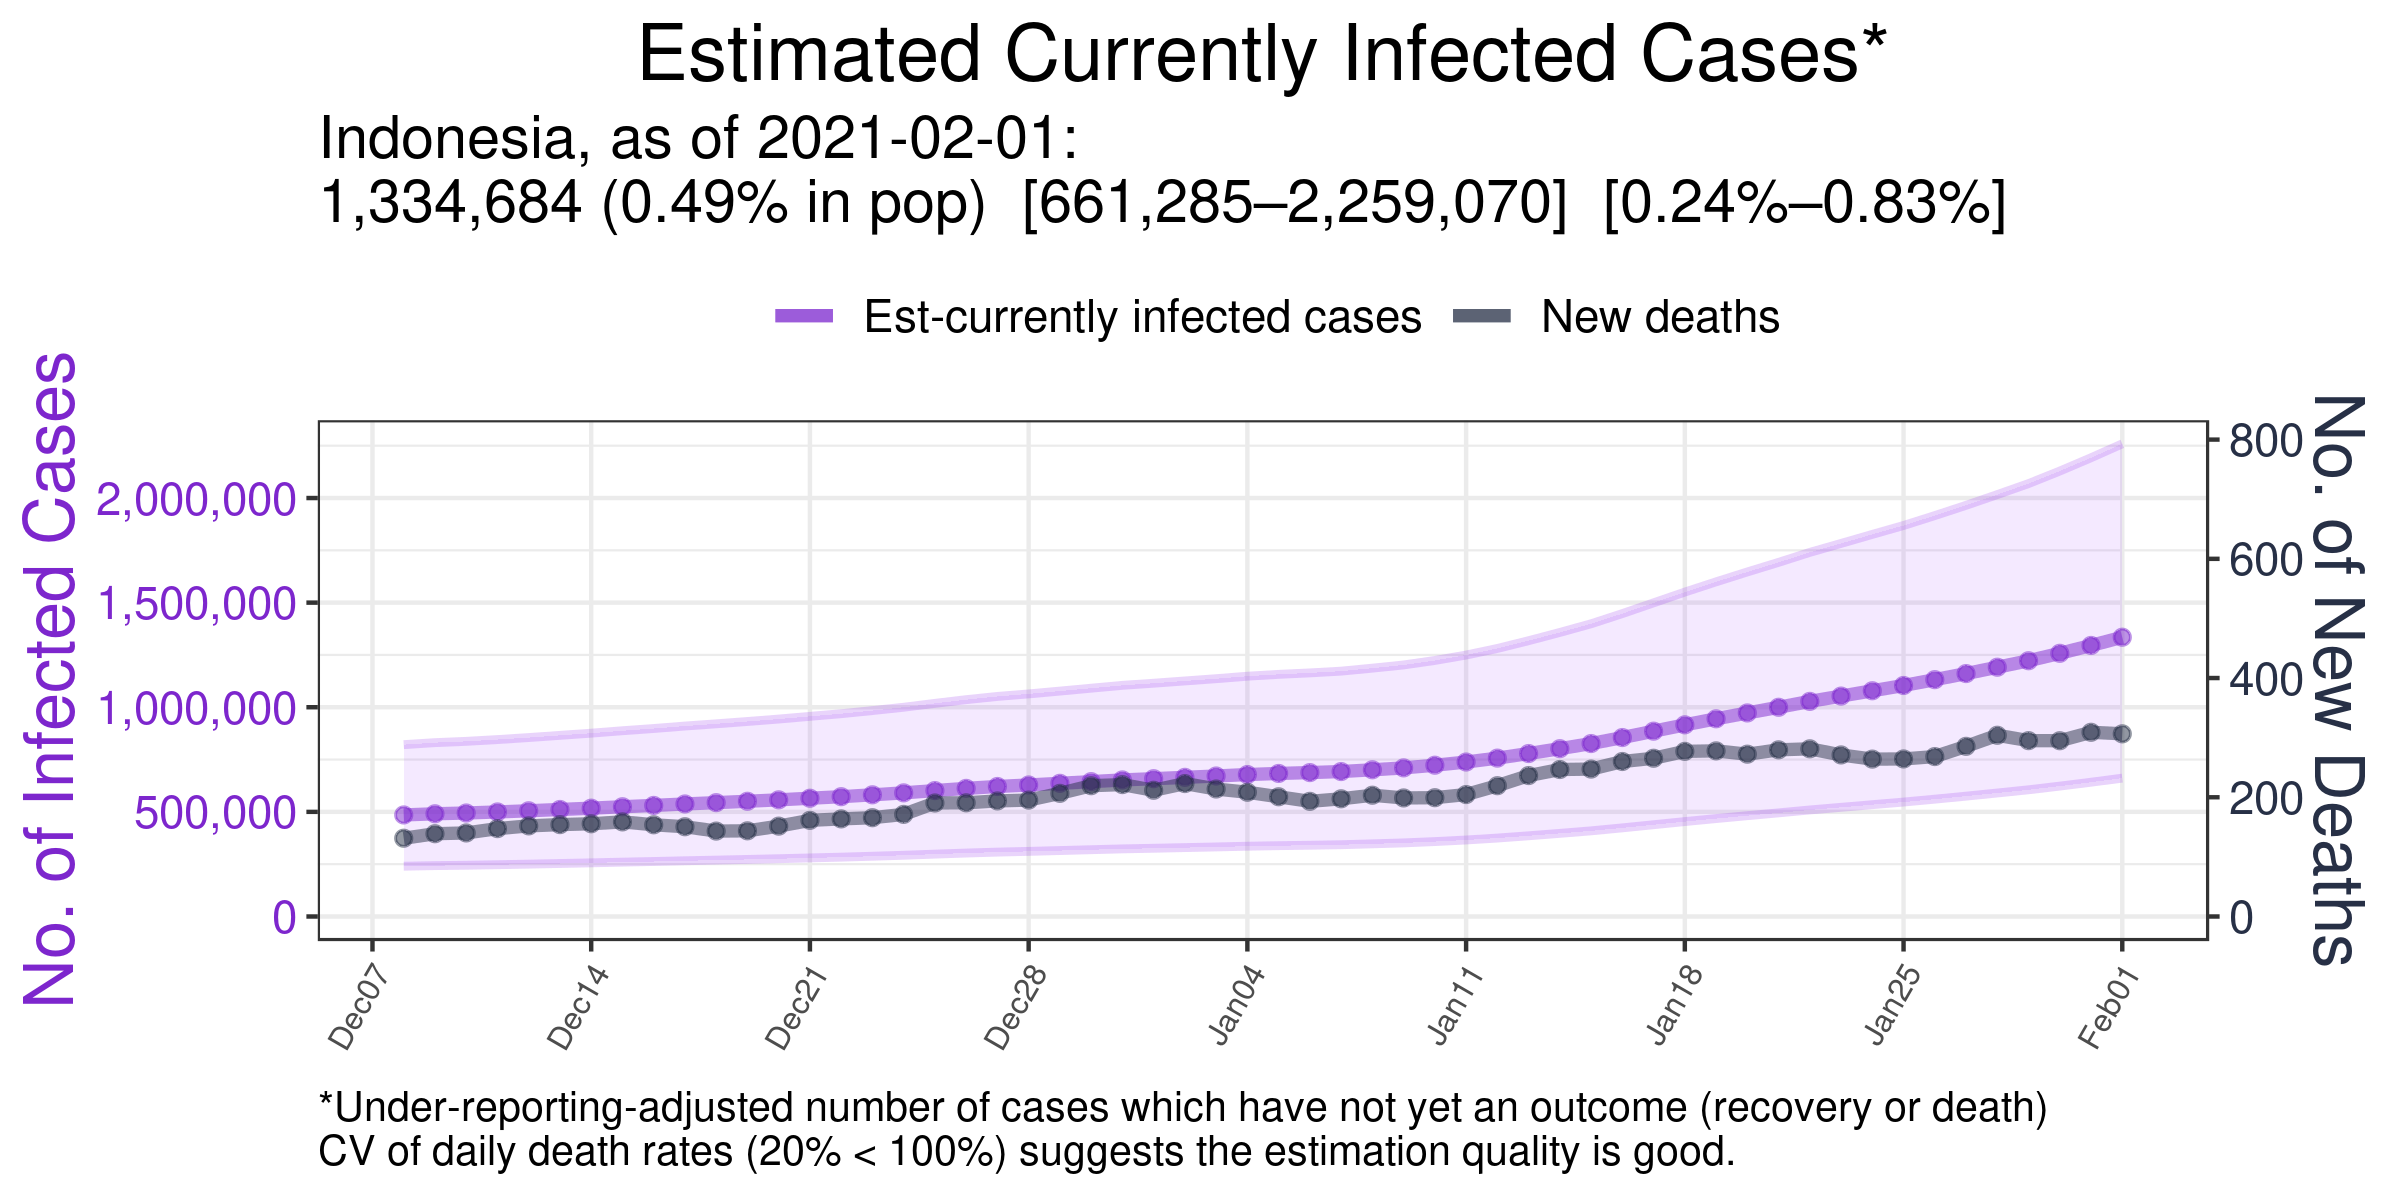 Estimated Currently Infected Cases*
Indonesia, as of 2021-02-01:
1,334,684 (0.49% in pop)  [661,285–2,259,070]  [0.24%–0.83%]
Est-currently infected cases
New deaths
No. of Infected Cases
2,000,000
1,500,000
1,000,000
500,000
0
800
600
400
200
0
No. of New Deaths
Dec07
Dec14
Dec21
Dec28
Jan04
Jan11
Jan18
Jan25
Feb01
*Under-reporting-adjusted number of cases which have not yet an outcome (recovery or death)
CV of daily death rates (20% < 100%) suggests the estimation quality is good.